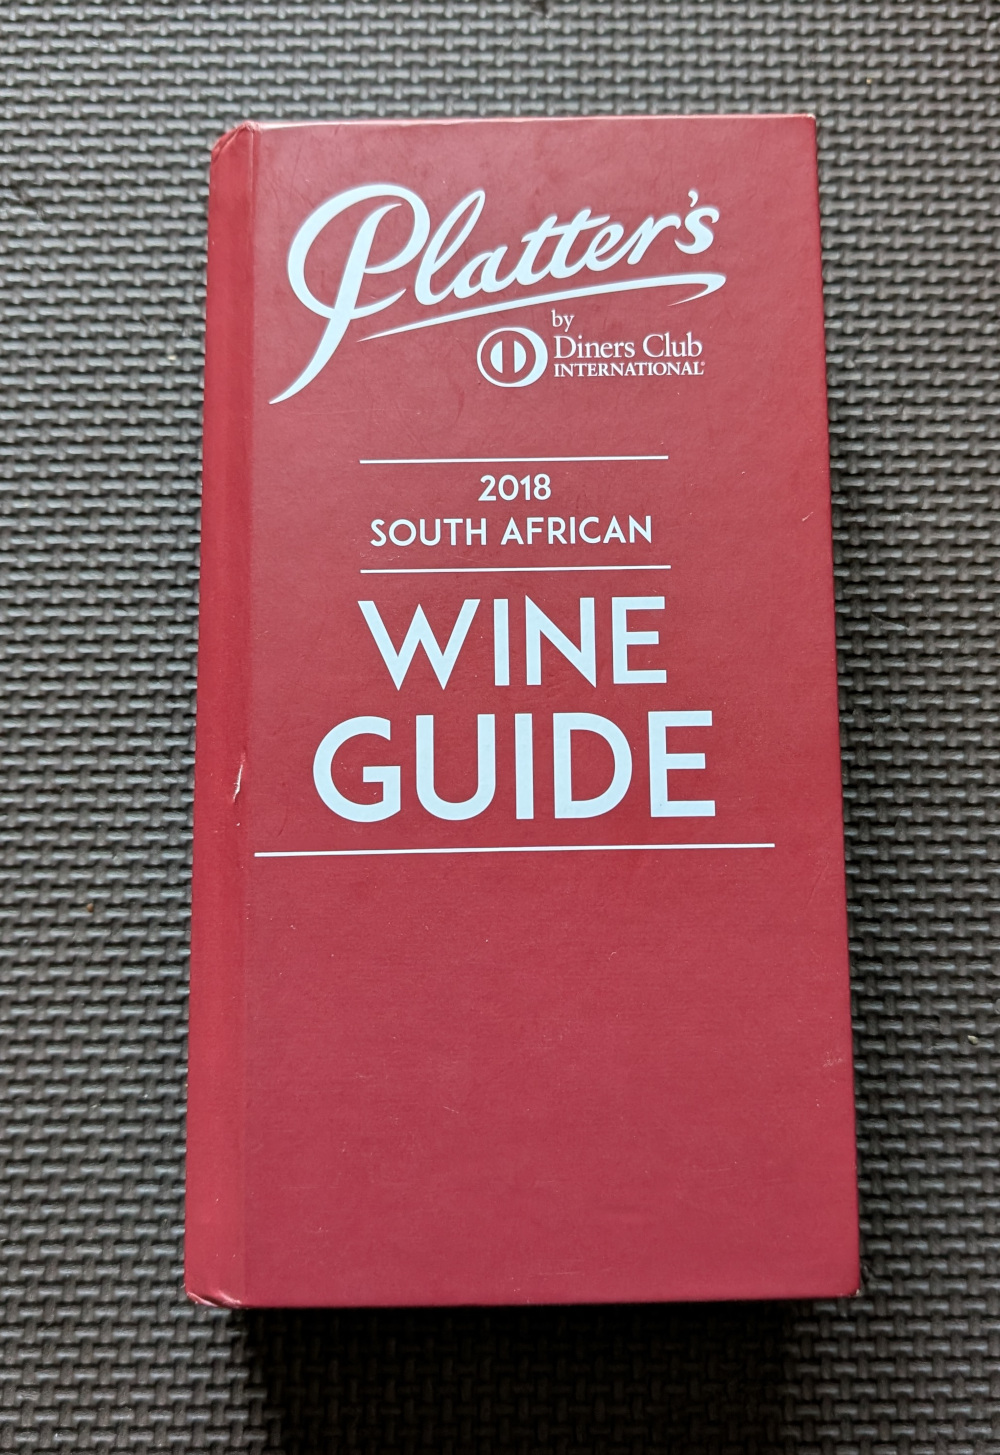 Platter's
by
Diners Club
INTERNATIONAL®
2018
SOUTH AFRICAN
WINE
GUIDE